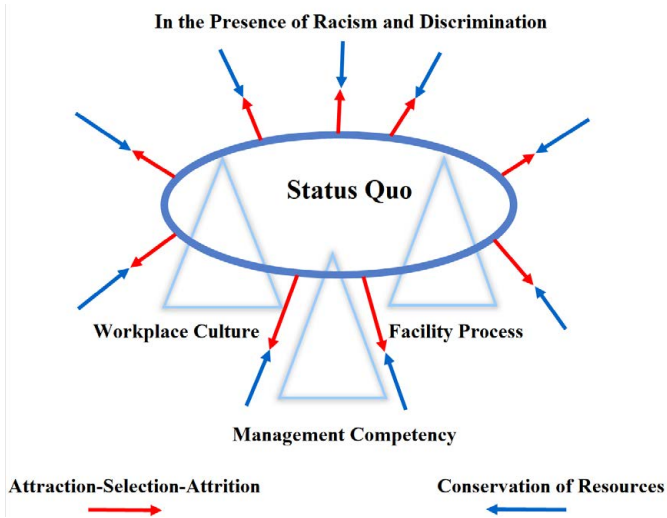 In the Presence of Racism and Discrimination
Status Quo
Workplace Culture
Facility Process
Management Competency
Attraction-Selection-Attrition
Conservation of Resources